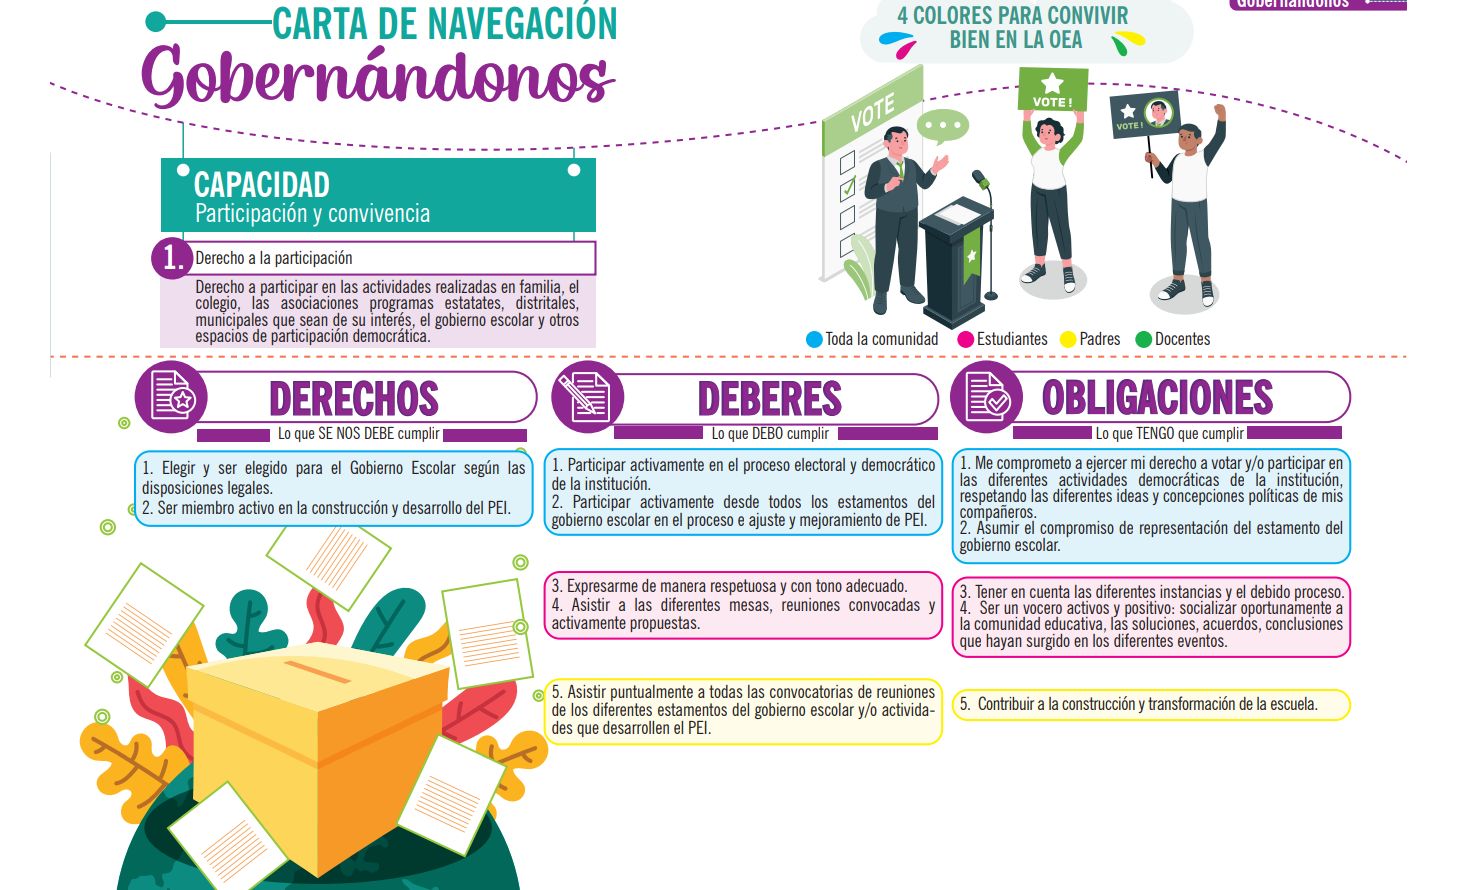 Gobernándonos
CARTA DE NAVEGACIÓN
Gobernándonos
4 COLORES PARA CONVIVIR
BIEN EN LA OEA
VOTE
VOTE !
VOTE !
CAPACIDAD
Participación y convivencia
1.
Derecho a la participación
Derecho a participar en las actividades realizadas en familia, el
colegio, las asociaciones programas estatates, distritales,
municipales que sean de su interés, el gobierno escolar y otros
espacios de participación democrática.
Toda la comunidad
Estudiantes
Padres
Docentes
DERECHOS
Lo que SE NOS DEBE cumplir
1. Elegir y ser elegido para el Gobierno Escolar según las
disposiciones legales.
2. Ser miembro activo en la construcción y desarrollo del PEI.
DEBERES
Lo que DEBO cumplir
1. Participar activamente en el proceso electoral y democrático
de la institución.
2. Participar activamente desde todos los estamentos del
gobierno escolar en el proceso e ajuste y mejoramiento de PEI.
3. Expresarme de manera respetuosa y con tono adecuado.
4. Asistir a las diferentes mesas, reuniones convocadas y
activamente propuestas.
5. Asistir puntualmente a todas las convocatorias de reuniones
de los diferentes estamentos del gobierno escolar y/o activida-
des que desarrollen el PEI.
OBLIGACIONES
Lo que TENGO que cumplir
1. Me comprometo a ejercer mi derecho a votar y/o participar en
las diferentes actividades democráticas de la institución,
respetando las diferentes ideas y concepciones políticas de mis
compañeros.
2. Asumir el compromiso de representación del estamento del
gobierno escolar.
3. Tener en cuenta las diferentes instancias y el debido proceso.
4. Ser un vocero activos y positivo: socializar oportunamente a
la comunidad educativa, las soluciones, acuerdos, conclusiones
que hayan surgido en los diferentes eventos.
5. Contribuir a la construcción y transformación de la escuela.